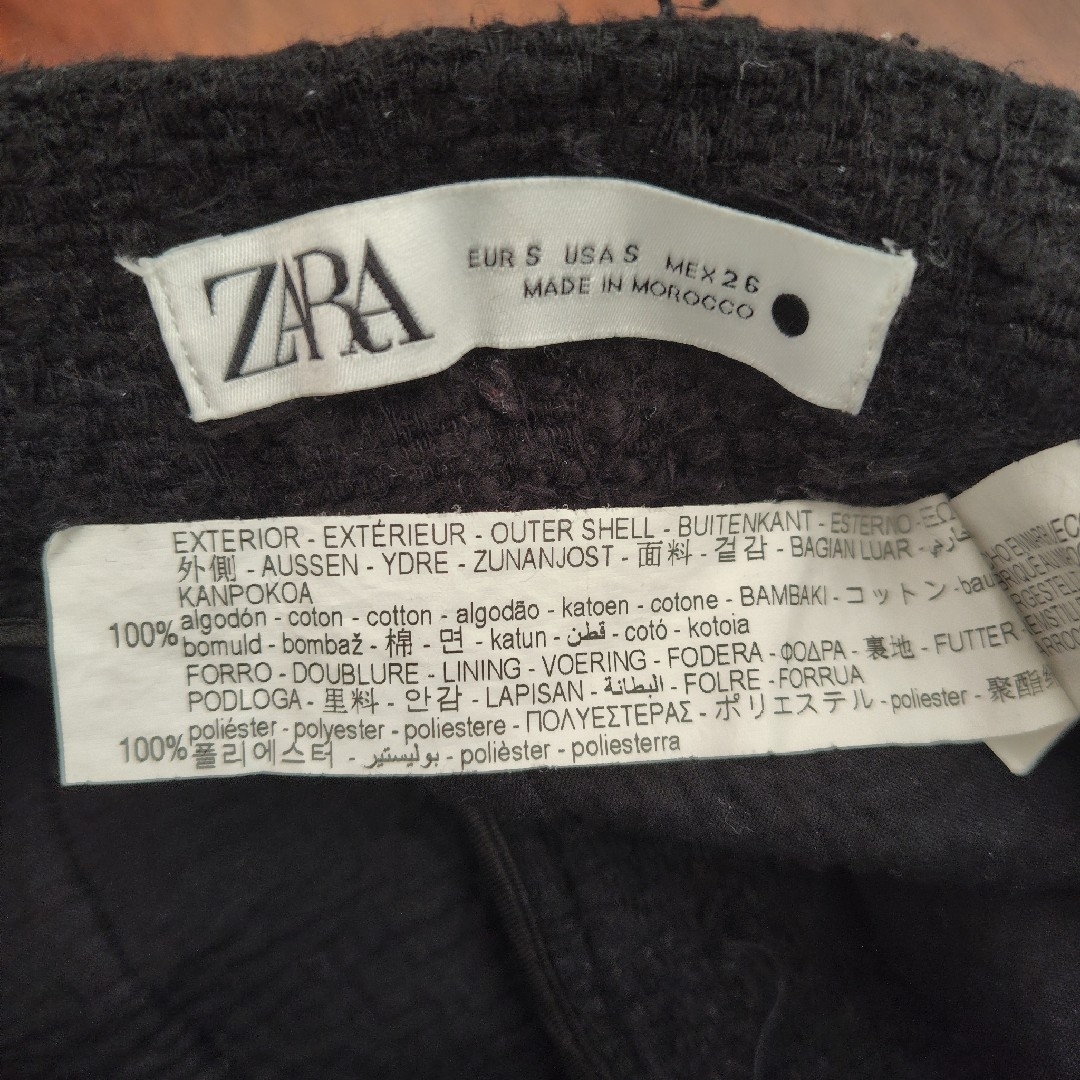 ZARA
EUR S USA S MEX 26
MADE IN MOROCCO
EXTERIOR - EXTÉRIEUR - OUTER SHELL - BUITENKANT - ESTERNO -
外側 - AUSSEN - YDRE - ZUNANJOST - 面料 - 겉감 - BAGIAN LUAR -
KANPOKOA
100% algodón - coton - cotton - algodão - katoen - cotone - BAMBAKI - コットン -
bomuld - bombaž - 棉 - 면 - katun - قطن - cotó - kotoia
FORRO - DOUBLURE - LINING - VOERING - FODERA - ΦΟΔΡΑ - 裏地 - FUTTER -
PODLOGA - 里料 - 안감 - LAPISAN - البطانة - FOLRE - FORRUA
100% poliéster - polyester - poliestere - ΠΟΛΥΕΣΤΕΡΑΣ - ポリエステル - poliester -
폴리에스터 - بوليستير - polièster - poliesterra